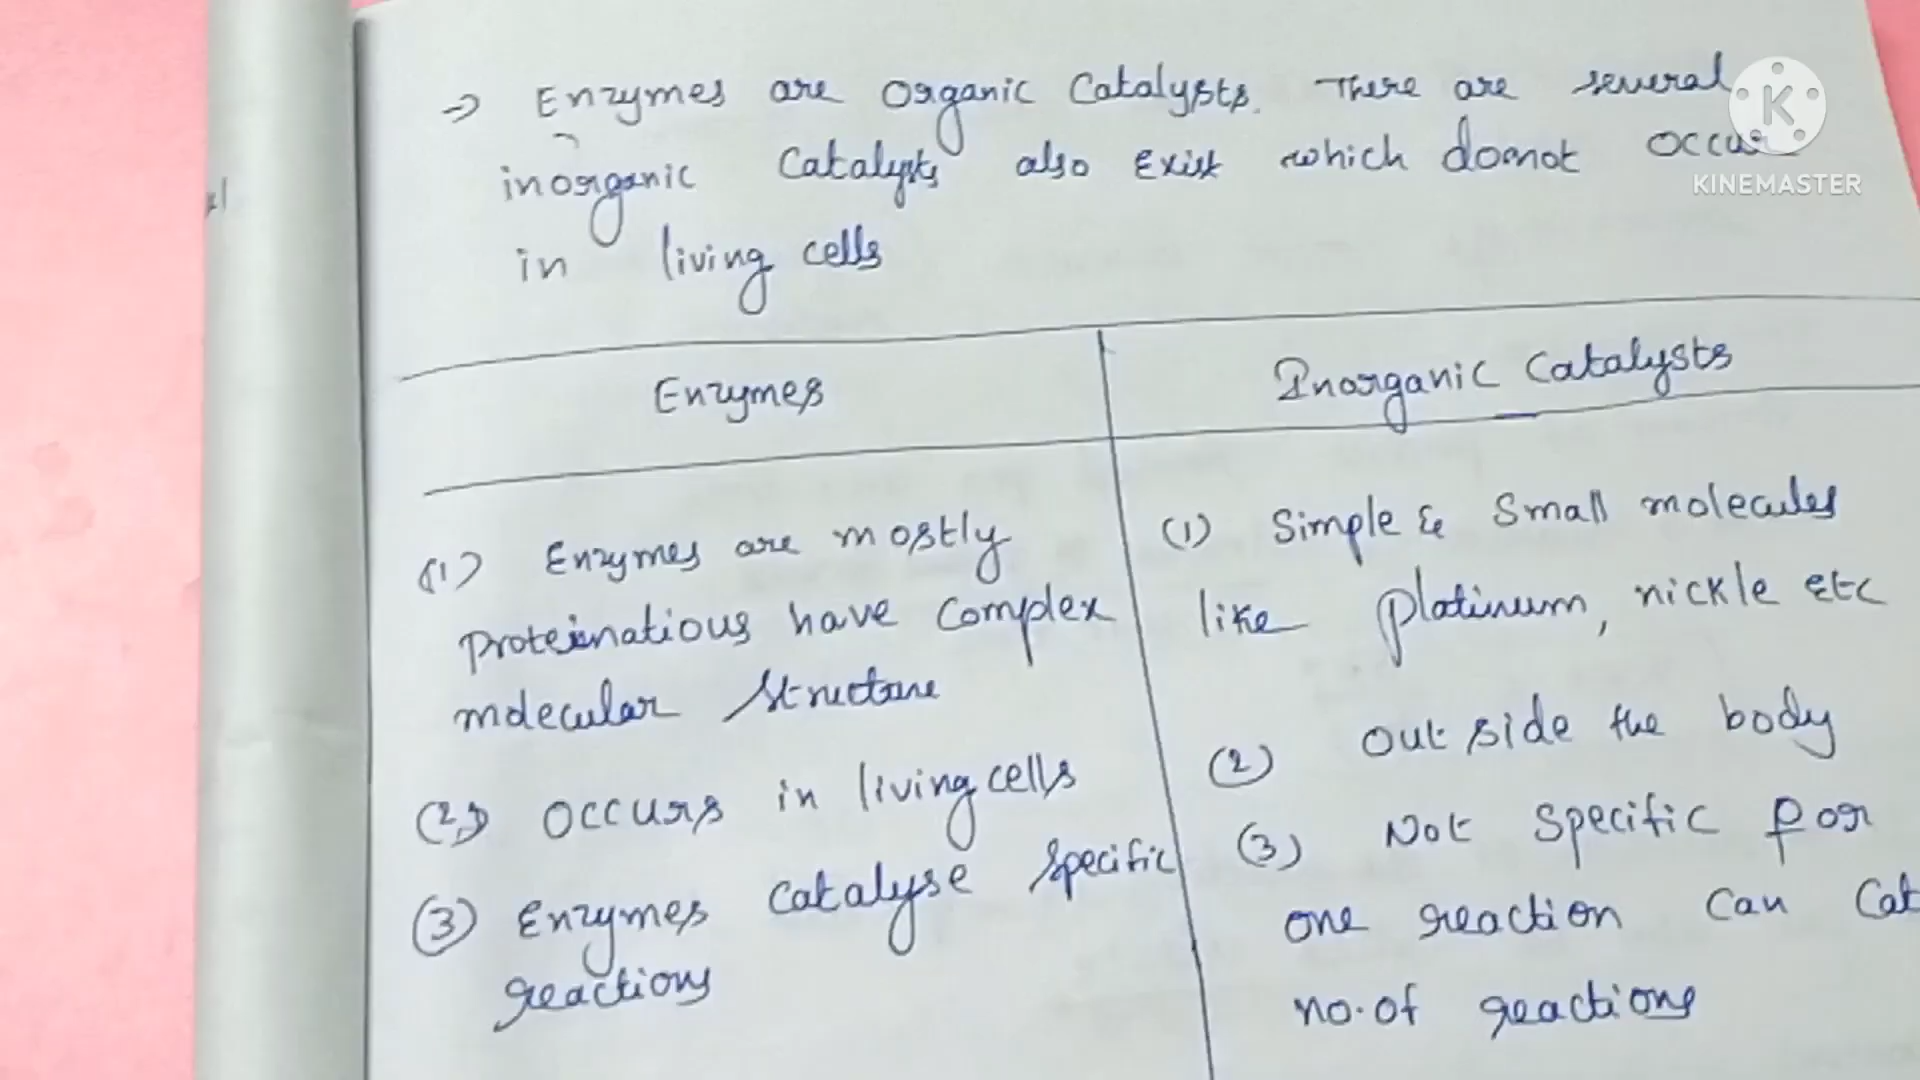 → Enzymes are organic catalysts. There are several
inorganic catalysts also exist which donot occur
in living cells
Enzymes
Inorganic catalysts
(1) Enzymes are mostly
proteinatious have complex
molecular structure
(2) occurs in living cells
(3) Enzymes catalyse specific
reactions
(1) Simple & small molecules
like platinum, nickle etc
(2) out side the body
(3) Not specific for
one reaction can cat
no.of reactions
K
KINEMASTER